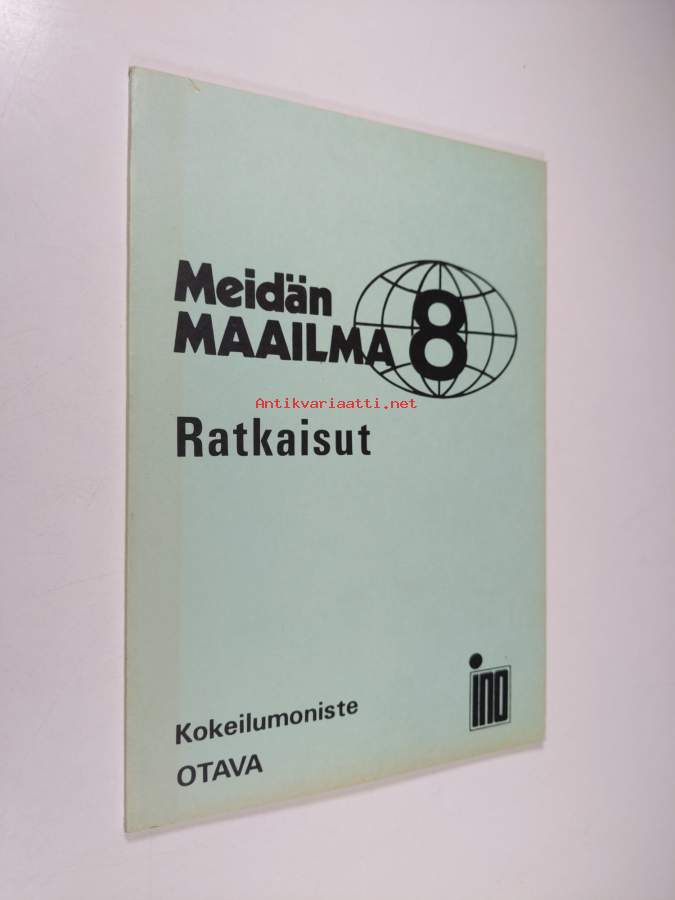 Meidän
MAAILMA 8
Antikvariaatti.net
Ratkaisut
ino
Kokeilumoniste
OTAVA